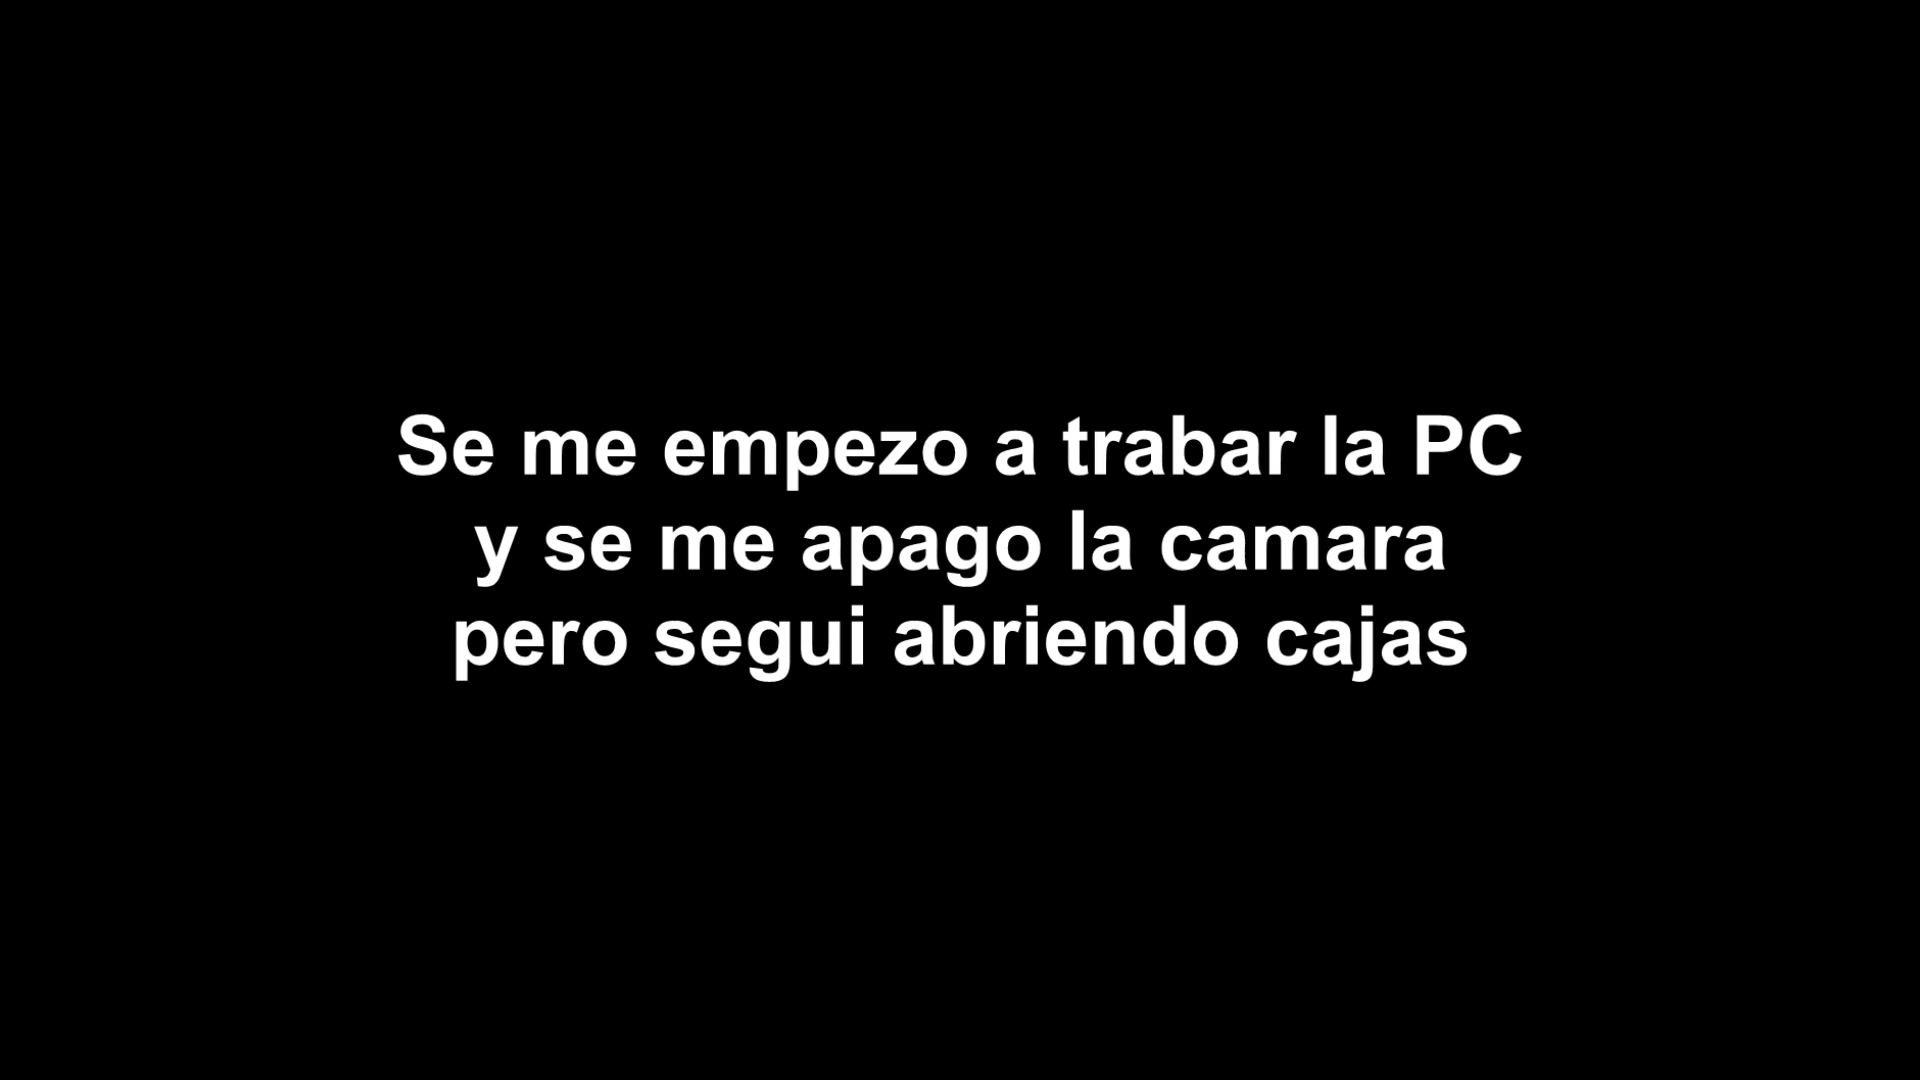 Se me empezo a trabar la PC
y se me apago la camara
pero segui abriendo cajas